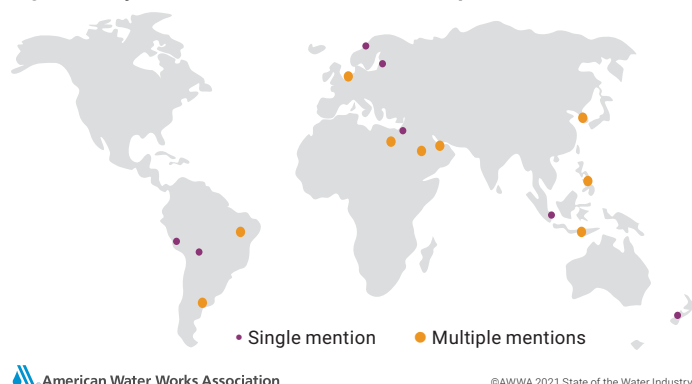 Single mention
Multiple mentions
American Water Works Association
©AWWA 2021 State of the Water Industry